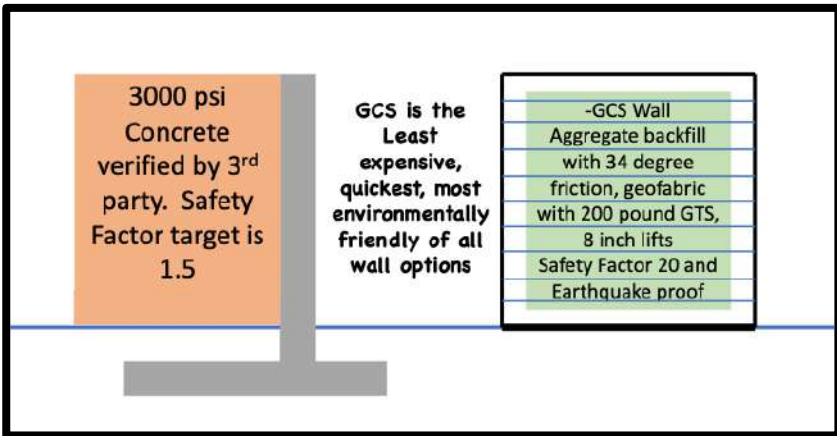 3000 psi
Concrete
verified by 3rd
party. Safety
Factor target is
1.5
GCS is the
Least
expensive,
quickest, most
environmentally
friendly of all
wall options
-GCS Wall
Aggregate backfill
with 34 degree
friction, geofabric
with 200 pound GTS,
8 inch lifts
Safety Factor 20 and
Earthquake proof